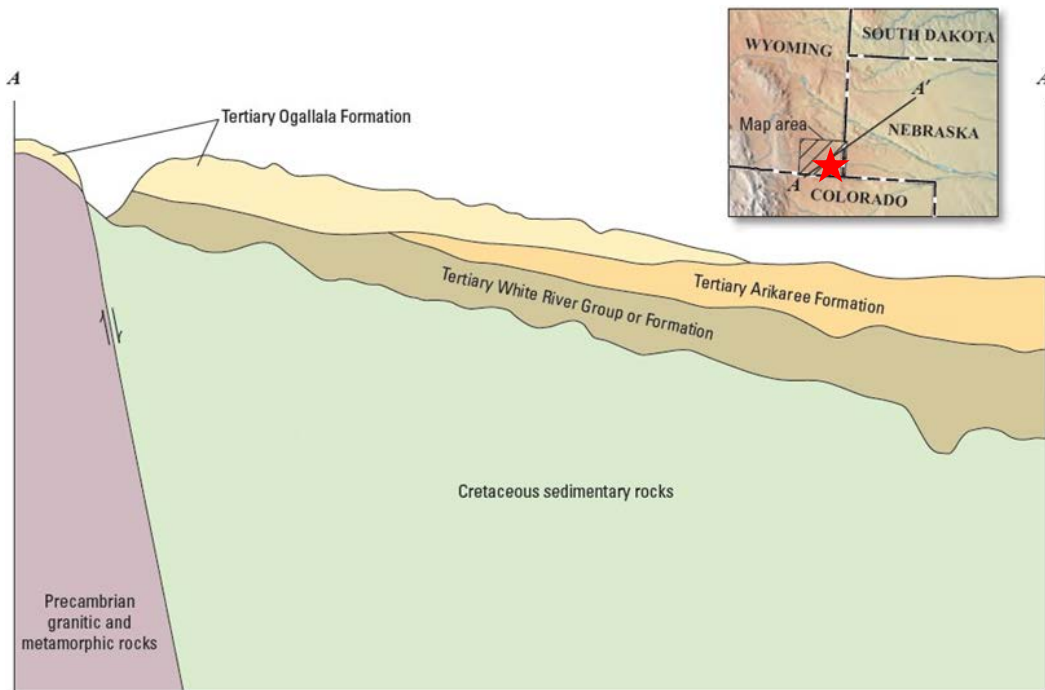 A
A
Tertiary Ogallala Formation
Tertiary Arikaree Formation
Tertiary White River Group or Formation
Cretaceous sedimentary rocks
Precambrian
granitic and
metamorphic rocks
WYOMING
SOUTH DAKOTA
A'
Map area
NEBRASKA
A
COLORADO